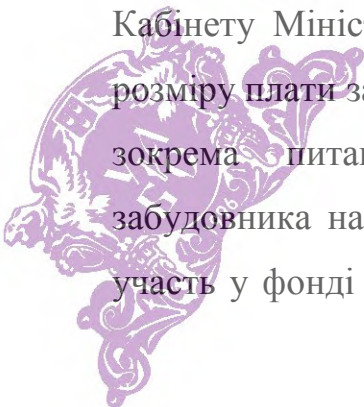 Кабінету Мініс
розміру плати за
зокрема питан
забудовника на
участь у фонді